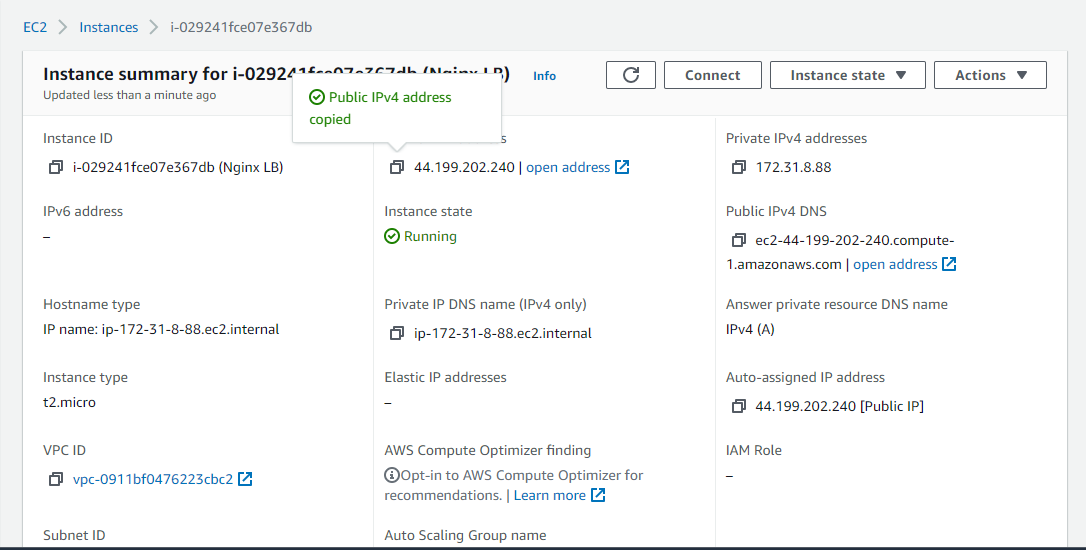 EC2 > Instances > i-029241fce07e367db
Instance summary for i-029241fce07e367db (Nginx LB) Info
Connect
Instance state
Actions
Updated less than a minute ago
Public IPv4 address
copied
Instance ID
i-029241fce07e367db (Nginx LB)
44.199.202.240 | open address
Private IPv4 addresses
172.31.8.88
IPv6 address
–
Instance state
Running
Public IPv4 DNS
ec2-44-199-202-240.compute-
1.amazonaws.com | open address
Hostname type
IP name: ip-172-31-8-88.ec2.internal
Private IP DNS name (IPv4 only)
ip-172-31-8-88.ec2.internal
Answer private resource DNS name
IPv4 (A)
Instance type
t2.micro
Elastic IP addresses
–
Auto-assigned IP address
44.199.202.240 [Public IP]
VPC ID
vpc-0911bf0476223cbc2
AWS Compute Optimizer finding
Opt-in to AWS Compute Optimizer for
recommendations. | Learn more
IAM Role
–
Subnet ID
Auto Scaling Group name